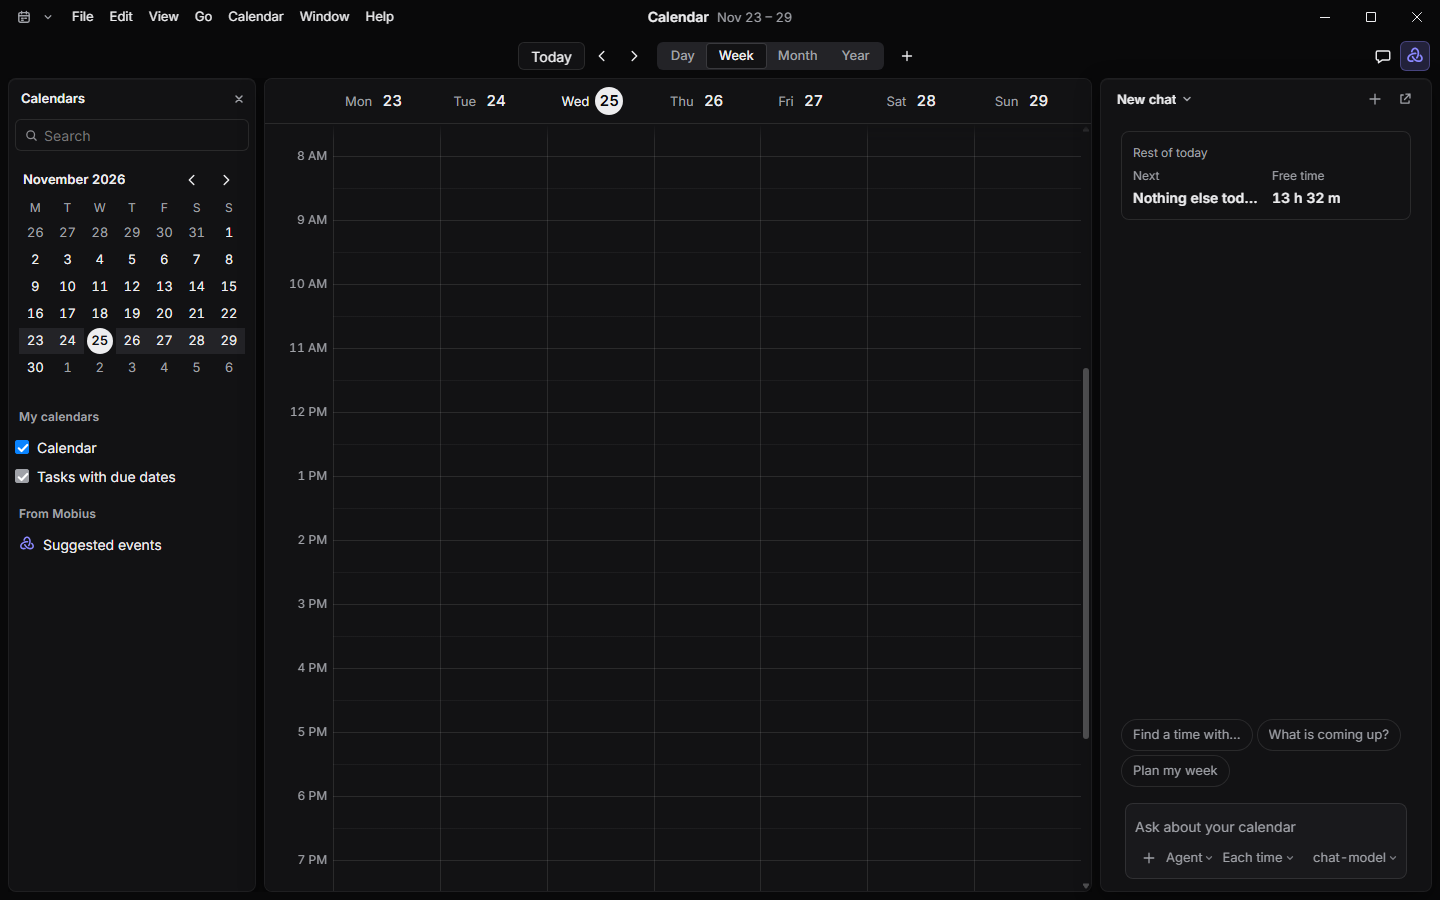 File Edit View Go Calendar Window Help
Calendar Nov 23 – 29
Today Day Week Month Year
Calendars
Search
November 2026
M T W T F S S
26 27 28 29 30 31 1
2 3 4 5 6 7 8
9 10 11 12 13 14 15
16 17 18 19 20 21 22
23 24 25 26 27 28 29
30 1 2 3 4 5 6
My calendars
Calendar
Tasks with due dates
From Mobius
Suggested events
Mon 23 Tue 24 Wed 25 Thu 26 Fri 27 Sat 28 Sun 29
8 AM
9 AM
10 AM
11 AM
12 PM
1 PM
2 PM
3 PM
4 PM
5 PM
6 PM
7 PM
New chat
Rest of today
Next Free time
Nothing else tod... 13 h 32 m
Find a time with... What is coming up?
Plan my week
Ask about your calendar
Agent Each time chat-model